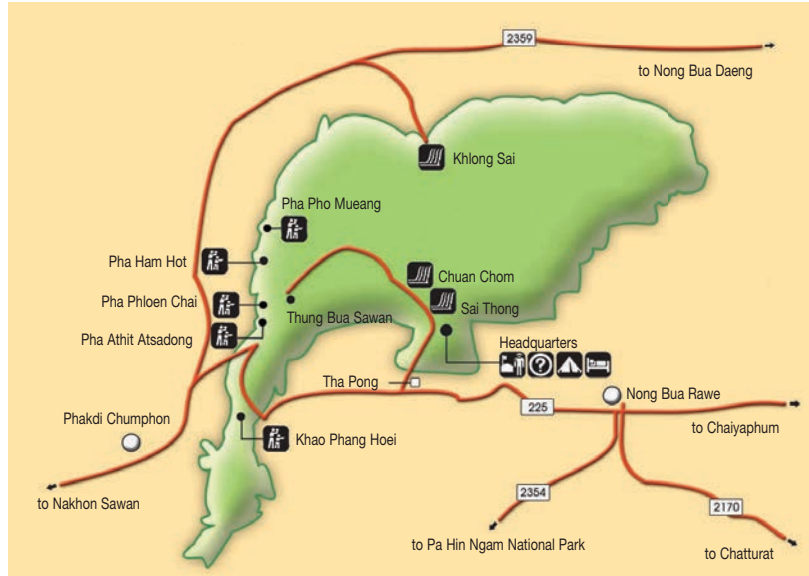 2359
to Nong Bua Daeng
Khlong Sai
Pha Pho Mueang
Pha Ham Hot
Chuan Chom
Pha Phloen Chai
Thung Bua Sawan
Sai Thong
Pha Athit Atsadong
Headquarters
?
Tha Pong
Nong Bua Rawe
225
Phakdi Chumphon
to Chaiyaphum
Khao Phang Hoei
to Nakhon Sawan
2354
2170
to Pa Hin Ngam National Park
to Chatturat